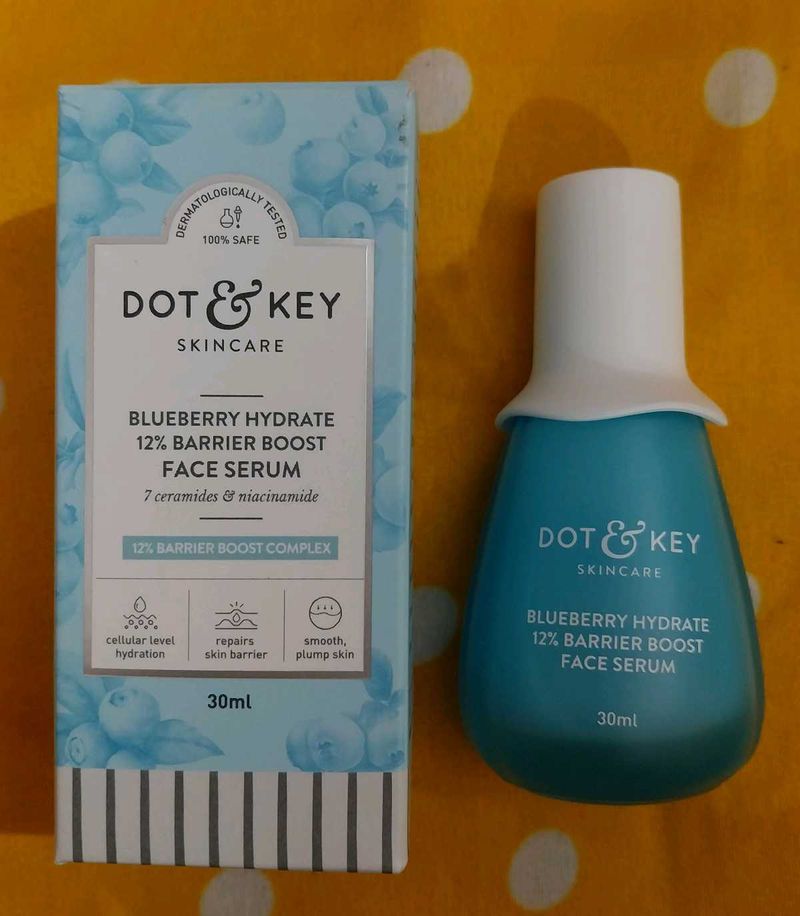 DERMATOLOGICALLY TESTED
100% SAFE
DOT & KEY
SKINCARE
BLUEBERRY HYDRATE
12% BARRIER BOOST
FACE SERUM
7 ceramides & niacinamide
12% BARRIER BOOST COMPLEX
cellular level
hydration
repairs
skin barrier
smooth,
plump skin
30ml
DOT & KEY
SKINCARE
BLUEBERRY HYDRATE
12% BARRIER BOOST
FACE SERUM
30ml